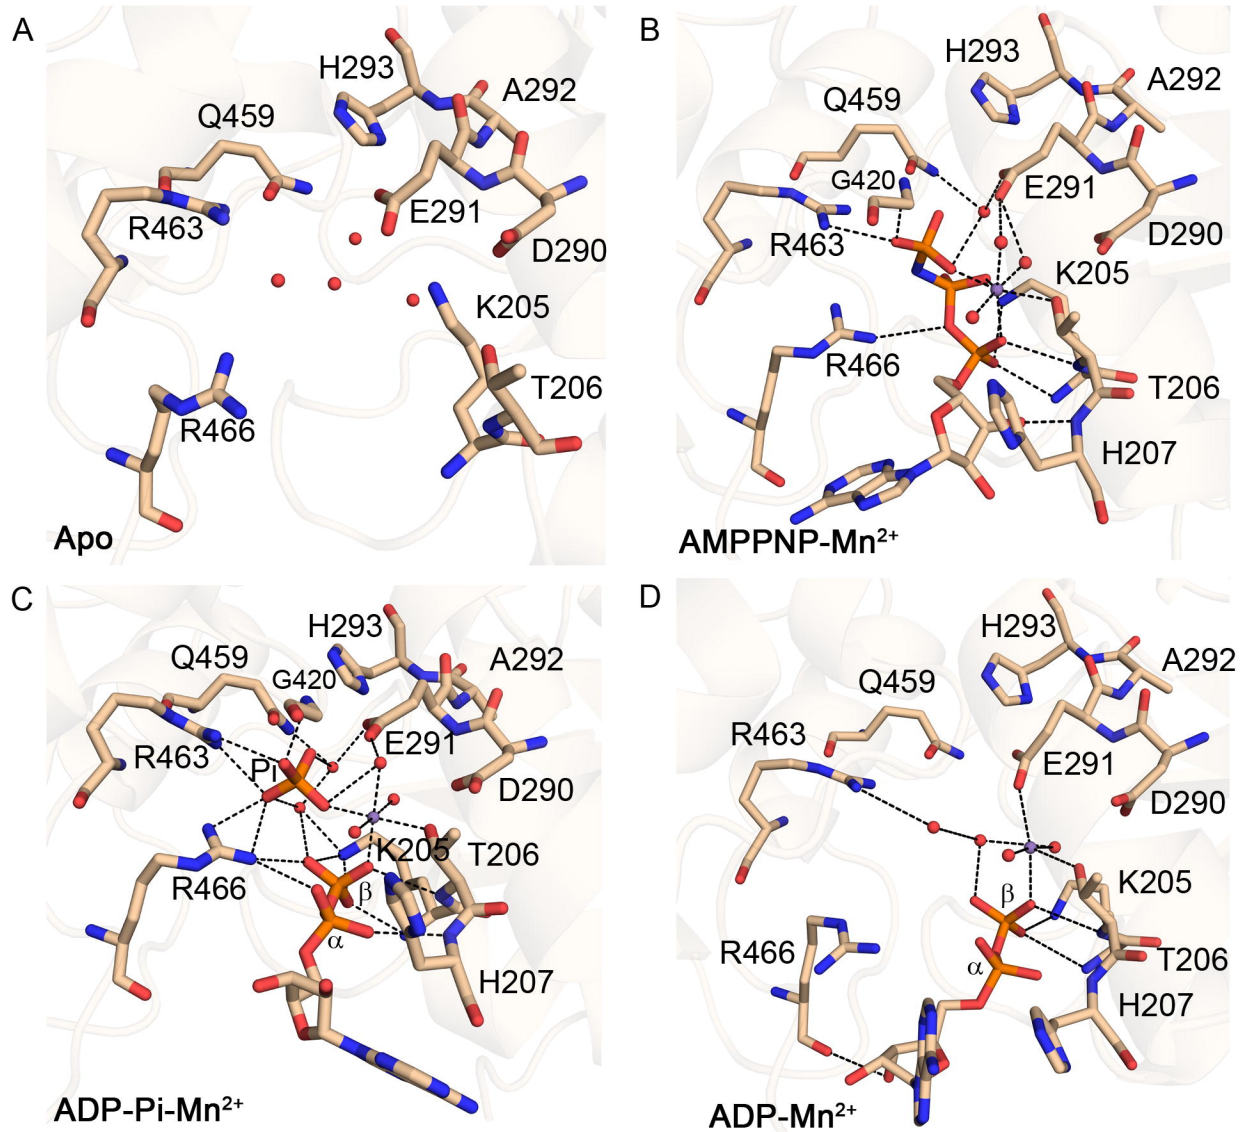 A
H293
A292
Q459
R463
E291
D290
K205
T206
R466
Apo
B
H293
A292
Q459
G420
E291
R463
D290
K205
R466
T206
H207
AMPPNP-Mn²⁺
C
H293
Q459
A292
G420
R463
E291
Pi
D290
K205
T206
R466
β
α
H207
ADP-Pi-Mn²⁺
D
H293
A292
Q459
R463
E291
D290
K205
β
R466
α
T206
H207
ADP-Mn²⁺